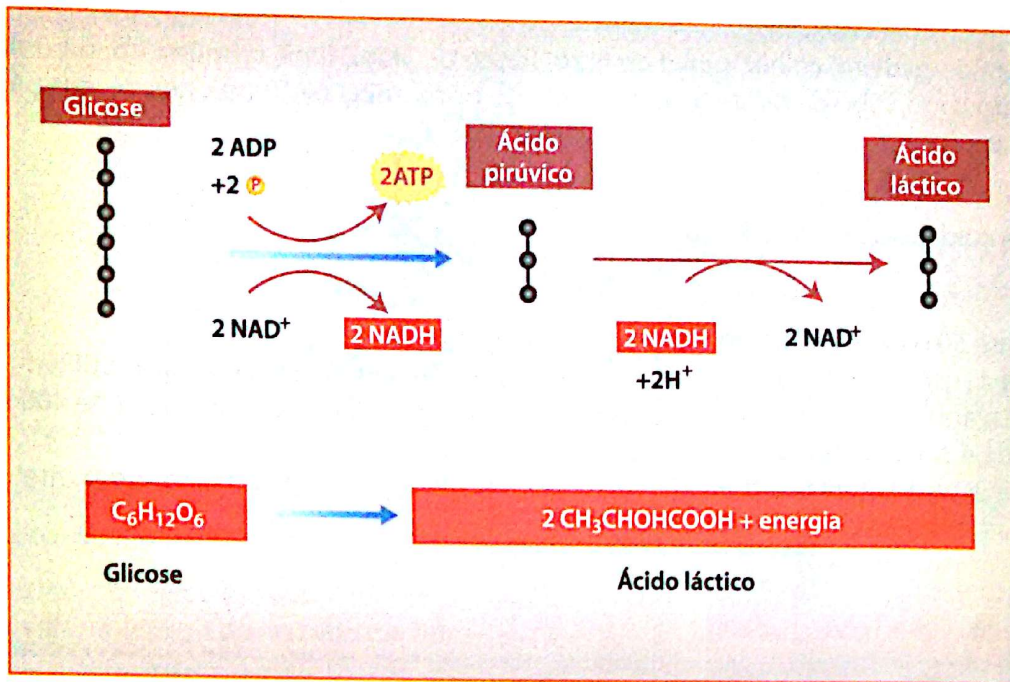 Glicose
2 ADP
+2 P
2ATP
Ácido
pirúvico
Ácido
láctico
2 NAD⁺
2 NADH
2 NADH
+2H⁺
2 NAD⁺
C₆H₁₂O₆
2 CH₃CHOHCOOH + energia
Glicose
Ácido láctico